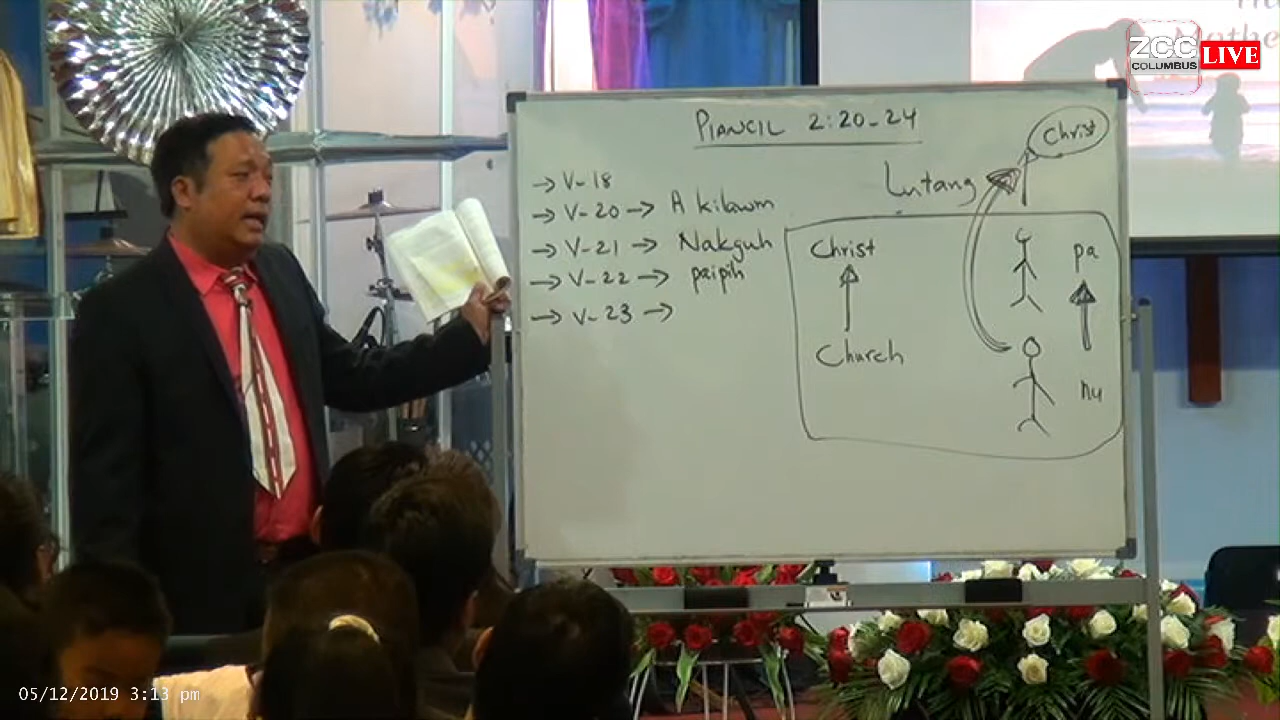 ZCC
COLUMBUS
LIVE
Mothe
PIANCIL 2:20-24
Christ
Lutang
→ V-18
→ V-20 → A kilawm
→ V-21 → Nakguh
→ V-22 → paipih
→ V-23 →
Christ
Church
pa
nu
05/12/2019 3:13 pm